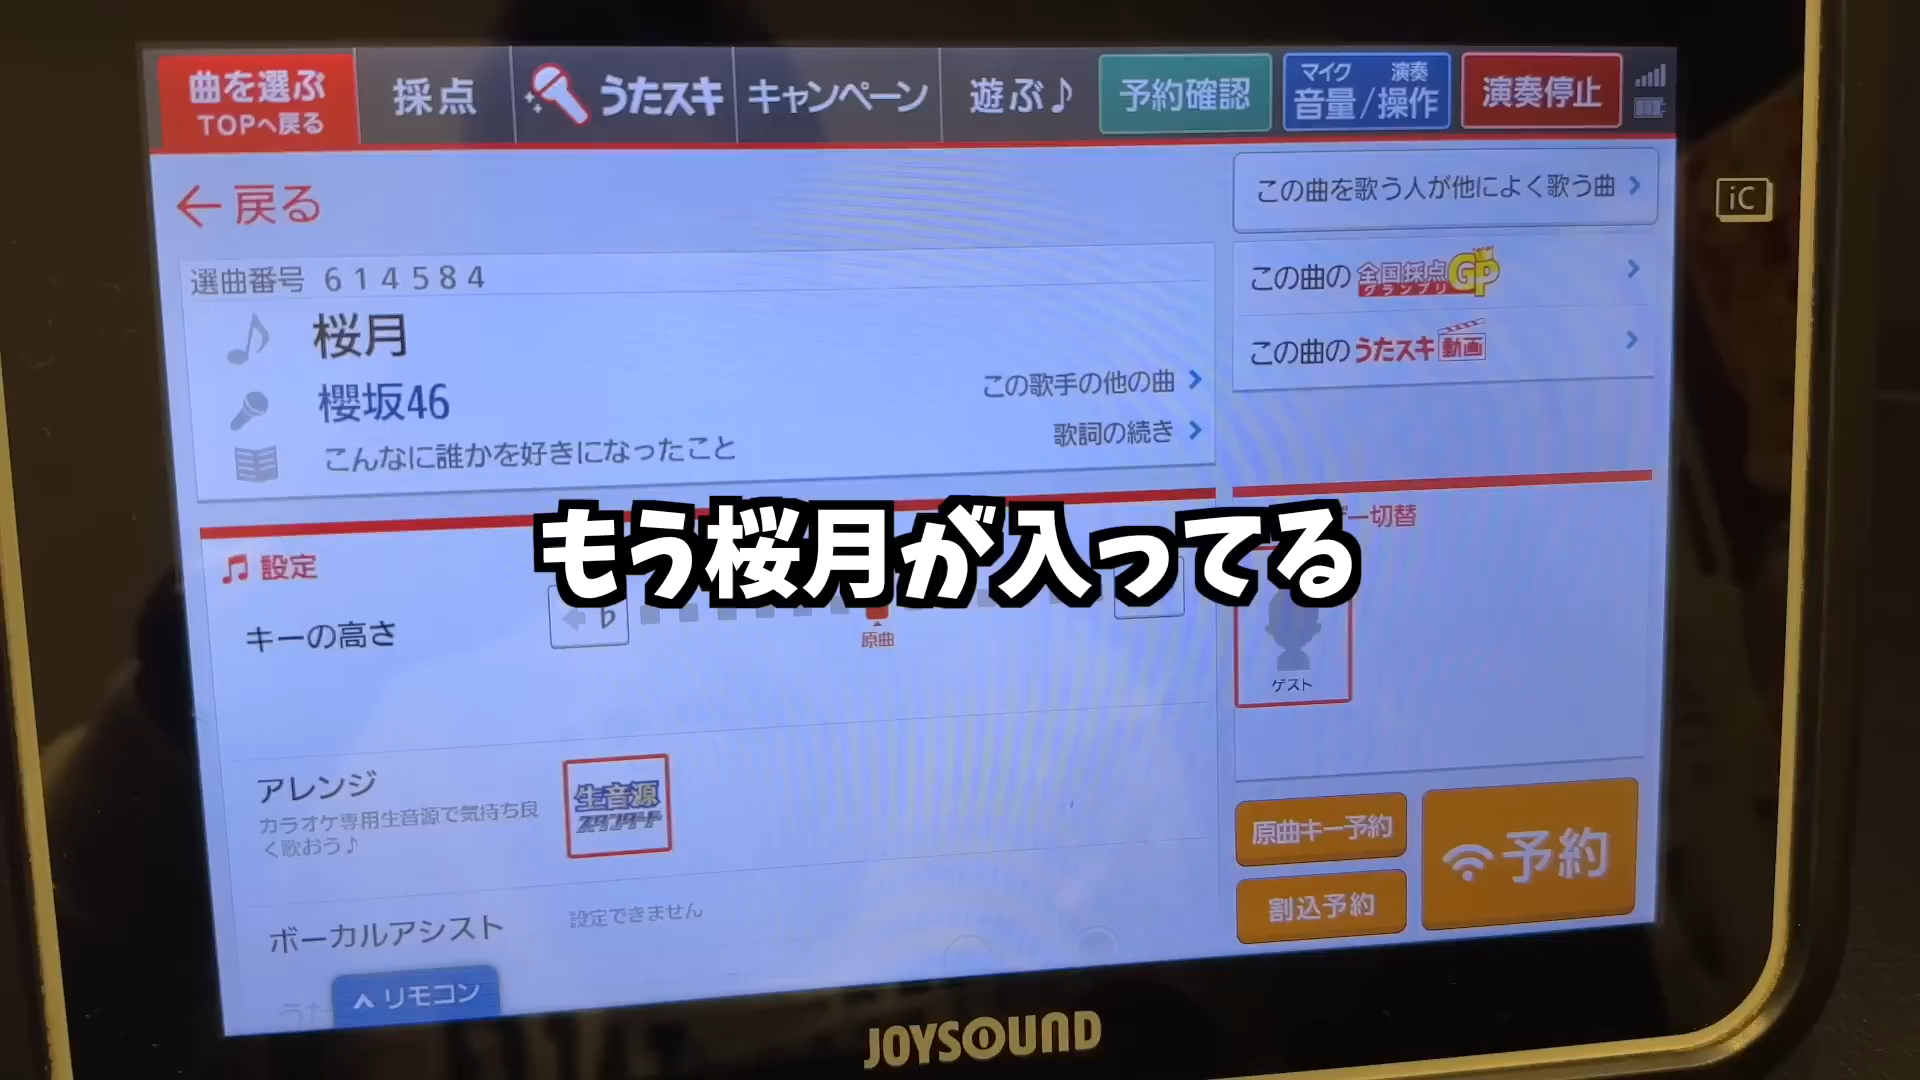 曲を選ぶ
TOPへ戻る
採点
うたスキ
キャンペーン
遊ぶ♪
予約確認
マイク 演奏
音量/操作
演奏停止
←戻る
この曲を歌う人が他によく歌う曲 >
選曲番号 614584
桜月
櫻坂46
こんなに誰かを好きになったこと
この歌手の他の曲 >
歌詞の続き >
この曲の 全国採点 GP
グランプリ
この曲の うたスキ 動画
もう桜月が入ってる
設定
ー切替
キーの高さ
♭
原曲
ゲスト
アレンジ
カラオケ専用生音源で気持ち良
く歌おう♪
生音源
スタンダード
ボーカルアシスト
設定できません
原曲キー予約
割込予約
予約
うた
リモコン
JOYSOUND
iC